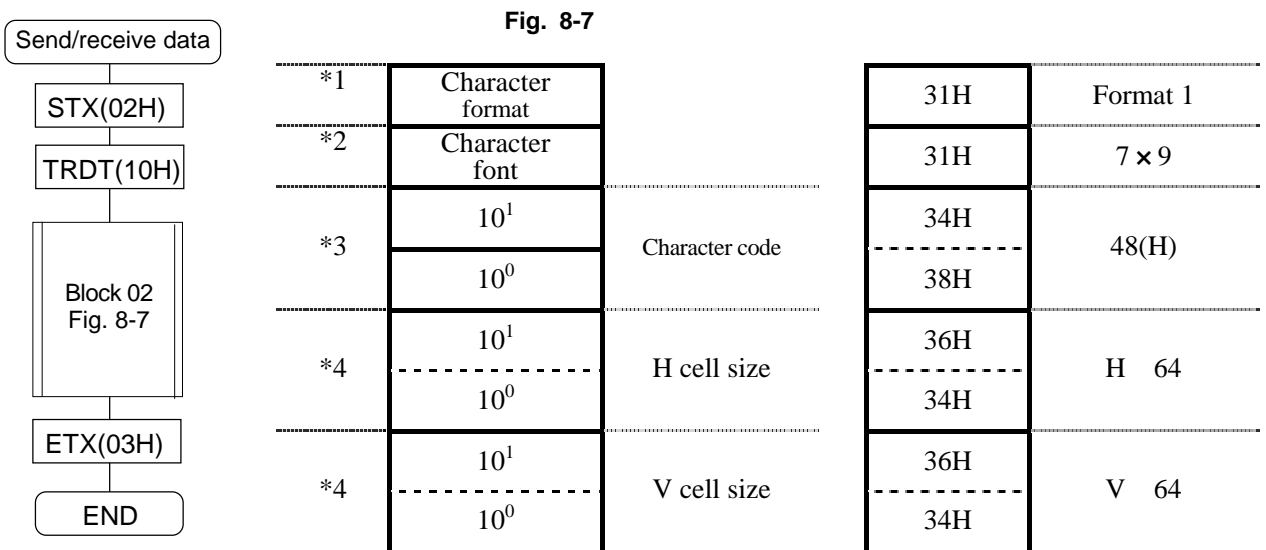 Fig. 8-7
Send/receive data
STX(02H)
TRDT(10H)
Block 02
Fig. 8-7
ETX(03H)
END
*1
Character
format
*2
Character
font
*3
10¹
10⁰
Character code
*4
10¹
10⁰
H cell size
*4
10¹
10⁰
V cell size
31H
Format 1
31H
7 × 9
34H
38H
48(H)
36H
34H
H 64
36H
34H
V 64